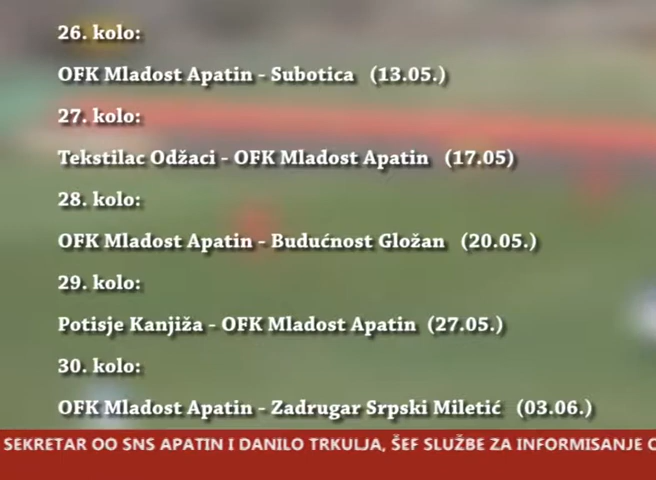 26. kolo:
OFK Mladost Apatin - Subotica (13.05.)
27. kolo:
Tekstilac Odžaci - OFK Mladost Apatin (17.05)
28. kolo:
OFK Mladost Apatin - Budućnost Gložan (20.05.)
29. kolo:
Potisje Kanjiža - OFK Mladost Apatin (27.05.)
30. kolo:
OFK Mladost Apatin - Zadrugar Srpski Miletić (03.06.)
SEKRETAR OO SNS APATIN I DANILO TRKULJA, ŠEF SLUŽBE ZA INFORMISANJE